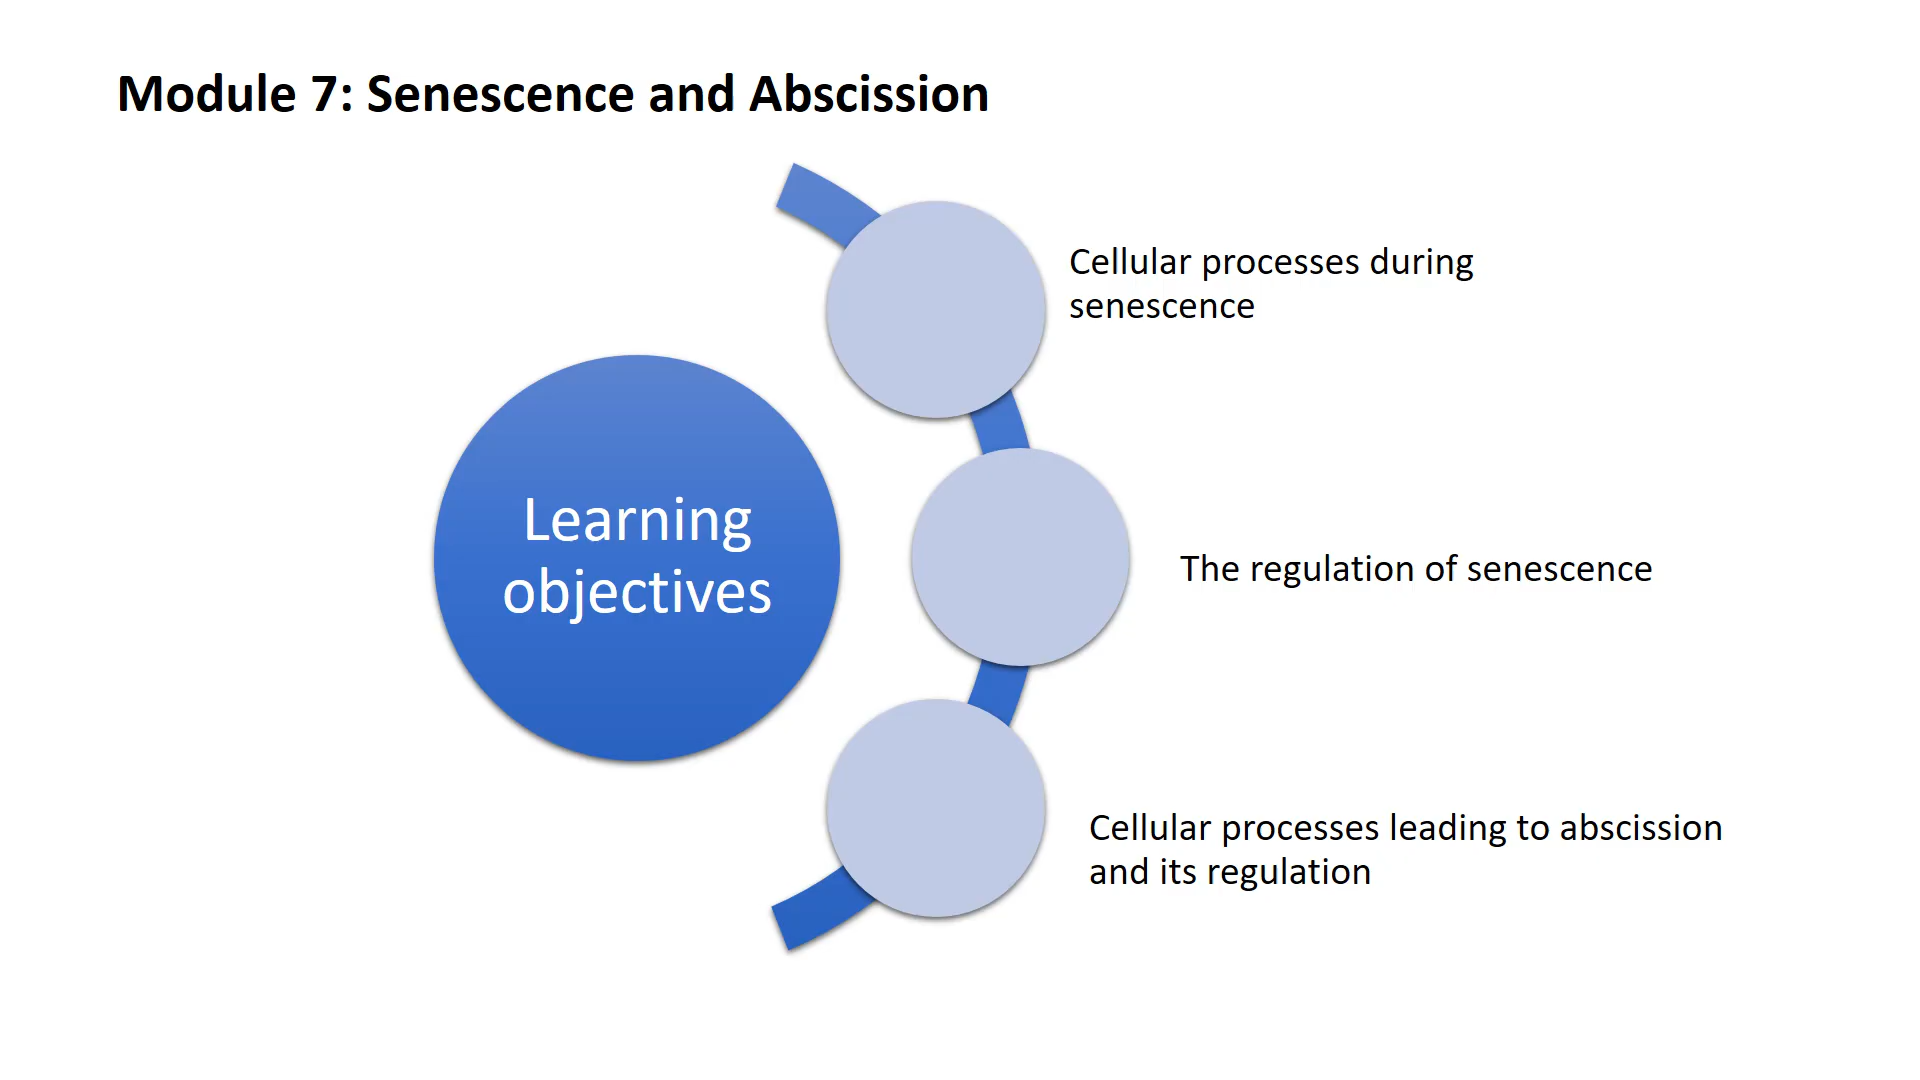 Module 7: Senescence and Abscission
Cellular processes during
senescence
Learning
objectives
The regulation of senescence
Cellular processes leading to abscission
and its regulation